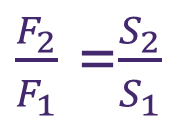 F₂/F₁ = S₂/S₁